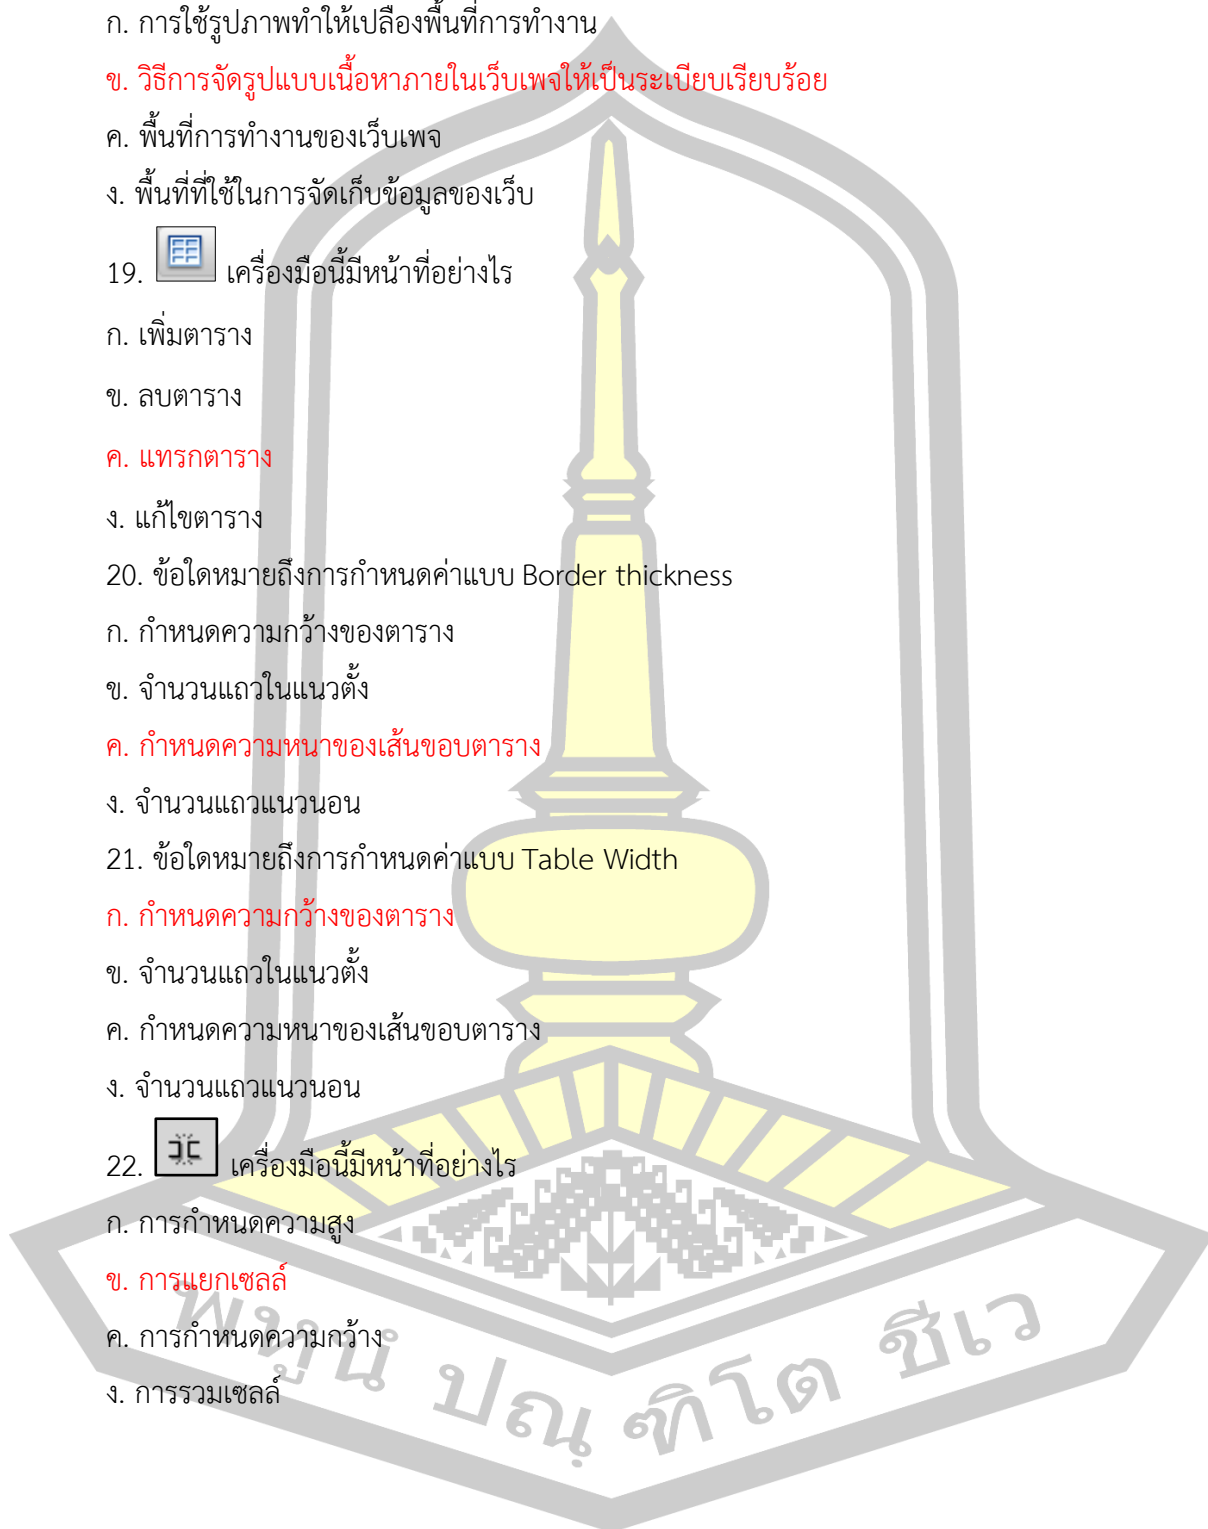 ก. การใช้รูปภาพทำให้เปลืองพื้นที่การทำงาน
ข. วิธีการจัดรูปแบบเนื้อหาภายในเว็บเพจให้เป็นระเบียบเรียบร้อย
ค. พื้นที่การทำงานของเว็บเพจ
ง. พื้นที่ที่ใช้ในการจัดเก็บข้อมูลของเว็บ
19. เครื่องมือนี้มีหน้าที่อย่างไร
ก. เพิ่มตาราง
ข. ลบตาราง
ค. แทรกตาราง
ง. แก้ไขตาราง
20. ข้อใดหมายถึงการกำหนดค่าแบบ Border thickness
ก. กำหนดความกว้างของตาราง
ข. จำนวนแถวในแนวตั้ง
ค. กำหนดความหนาของเส้นขอบตาราง
ง. จำนวนแถวแนวนอน
21. ข้อใดหมายถึงการกำหนดค่าแบบ Table Width
ก. กำหนดความกว้างของตาราง
ข. จำนวนแถวในแนวตั้ง
ค. กำหนดความหนาของเส้นขอบตาราง
ง. จำนวนแถวแนวนอน
22. เครื่องมือนี้มีหน้าที่อย่างไร
ก. การกำหนดความสูง
ข. การแยกเซลล์
ค. การกำหนดความกว้าง
ง. การรวมเซลล์
พหูนํ ปณฺฑิโต ชีเว